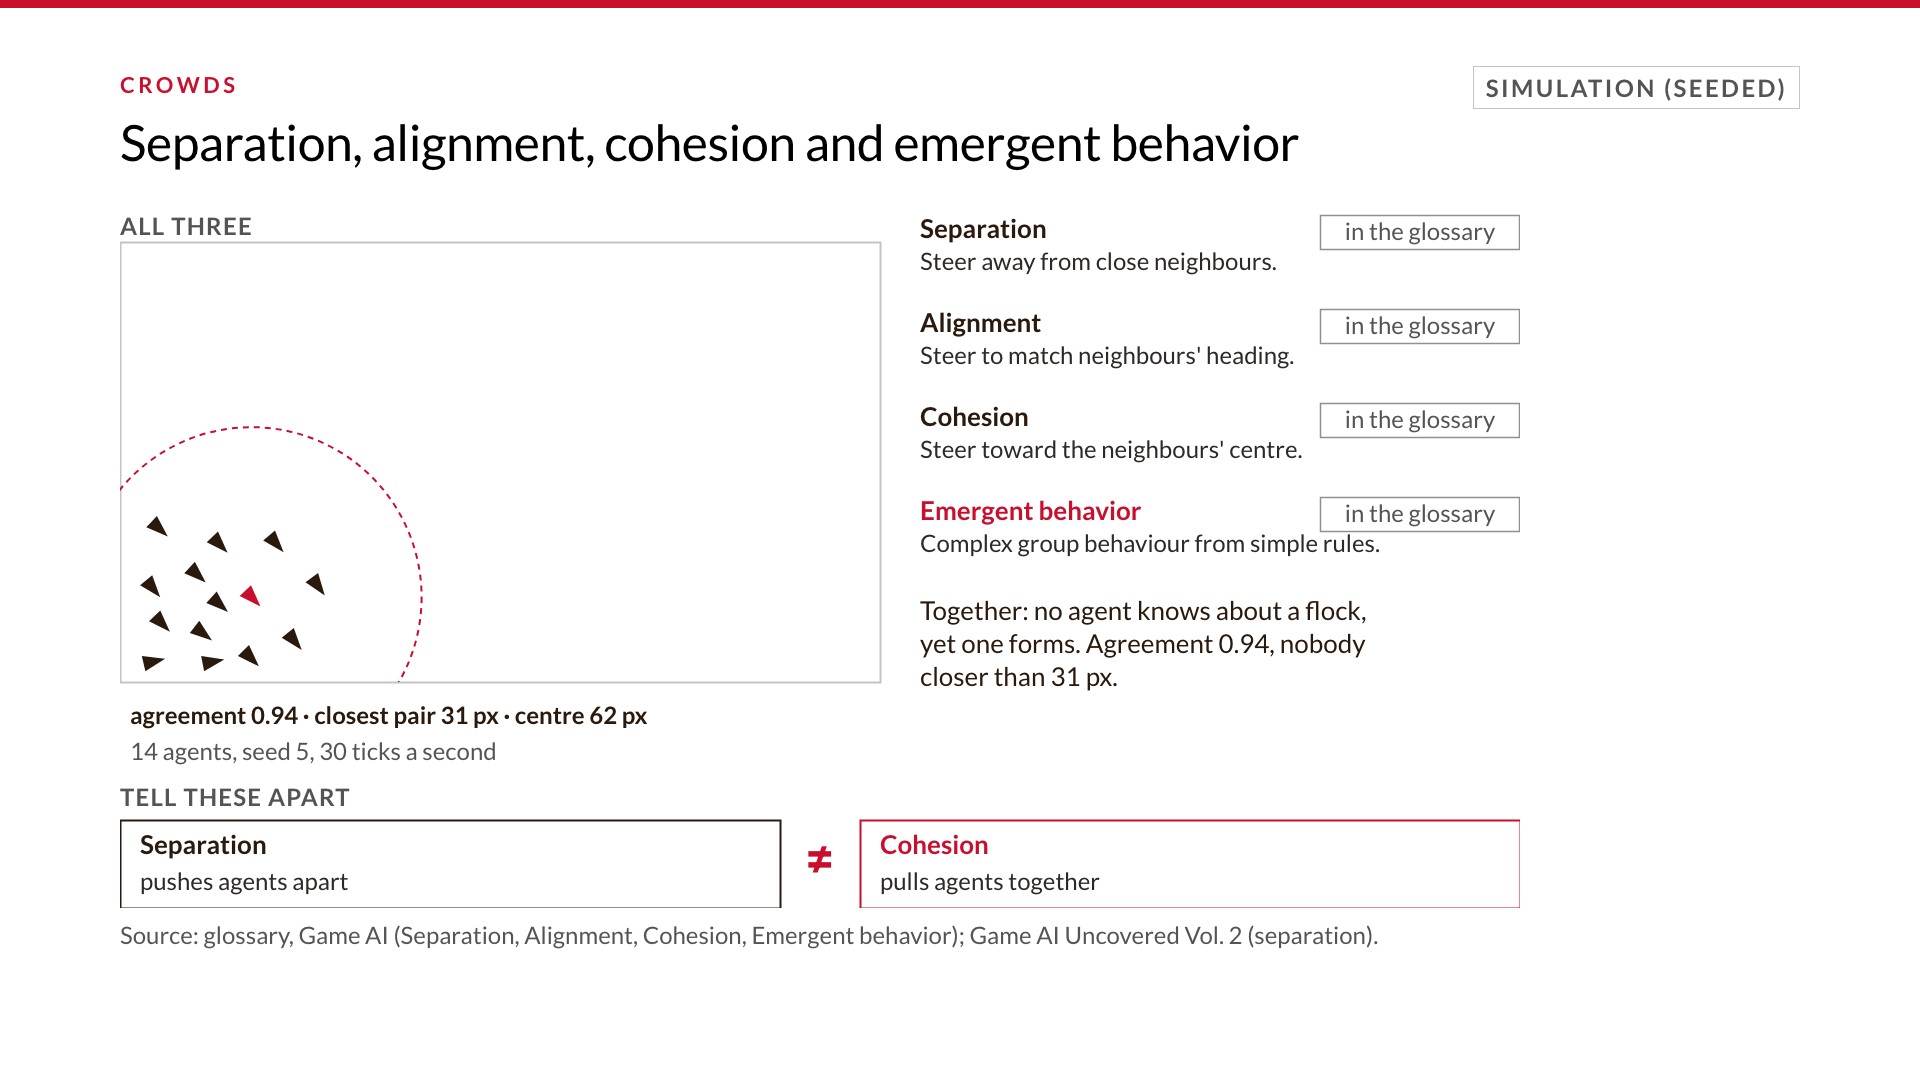 CROWDS
SIMULATION (SEEDED)
Separation, alignment, cohesion and emergent behavior
ALL THREE
Separation
in the glossary
Steer away from close neighbours.
Alignment
in the glossary
Steer to match neighbours' heading.
Cohesion
in the glossary
Steer toward the neighbours' centre.
Emergent behavior
in the glossary
Complex group behaviour from simple rules.
Together: no agent knows about a flock,
yet one forms. Agreement 0.94, nobody
closer than 31 px.
agreement 0.94 · closest pair 31 px · centre 62 px
14 agents, seed 5, 30 ticks a second
TELL THESE APART
Separation
pushes agents apart
≠
Cohesion
pulls agents together
Source: glossary, Game AI (Separation, Alignment, Cohesion, Emergent behavior); Game AI Uncovered Vol. 2 (separation).